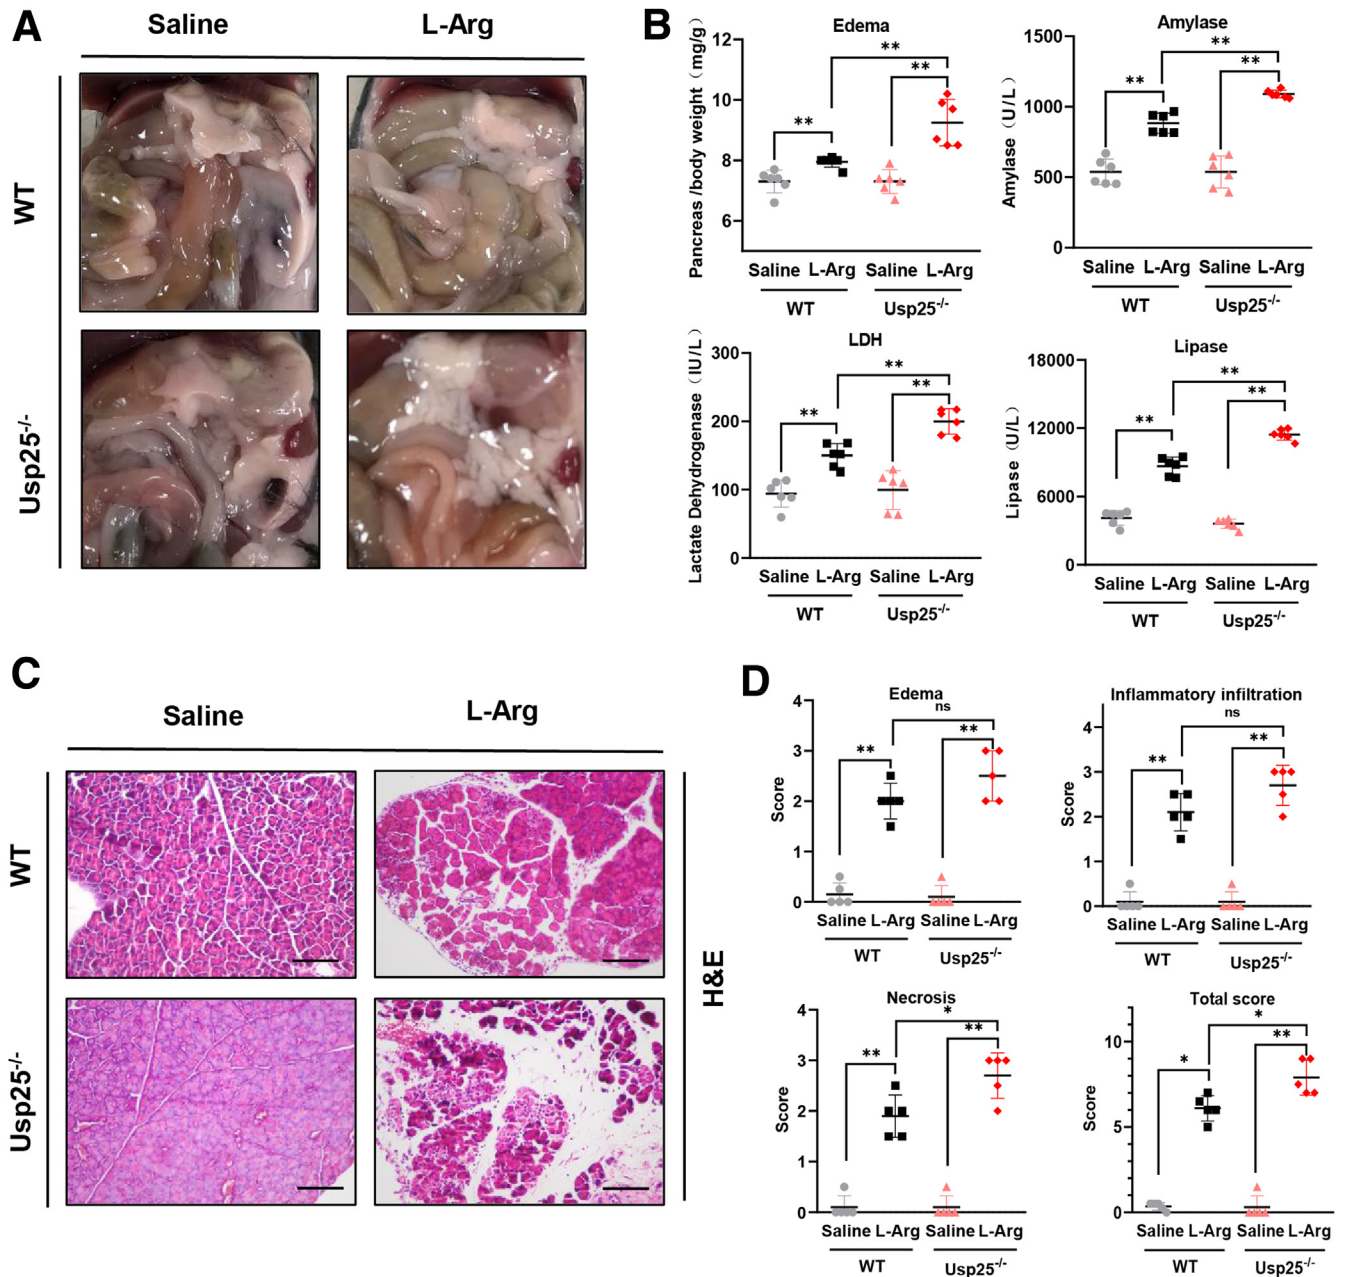 A
Saline
L-Arg
WT
Usp25-/-
B
Edema
Pancreas /body weight（mg/g）
12
10
8
6
**
**
**
Saline L-Arg Saline L-Arg
WT
Usp25-/-
Amylase
Amylase（U/L）
1500
1000
500
0
**
**
**
Saline L-Arg Saline L-Arg
WT
Usp25-/-
LDH
Lactate Dehydrogenase（IU/L）
300
200
100
0
**
**
**
Saline L-Arg Saline L-Arg
WT
Usp25-/-
Lipase
Lipase（U/L）
18000
12000
6000
0
**
**
**
Saline L-Arg Saline L-Arg
WT
Usp25-/-
C
Saline
L-Arg
WT
Usp25-/-
H&E
D
Edema
Score
4
3
2
1
0
ns
**
**
Saline L-Arg Saline L-Arg
WT
Usp25-/-
Inflammatory infiltration
Score
4
3
2
1
0
ns
**
**
Saline L-Arg Saline L-Arg
WT
Usp25-/-
Necrosis
Score
4
3
2
1
0
*
**
**
Saline L-Arg Saline L-Arg
WT
Usp25-/-
Total score
Score
10
5
0
*
**
*
Saline L-Arg Saline L-Arg
WT
Usp25-/-